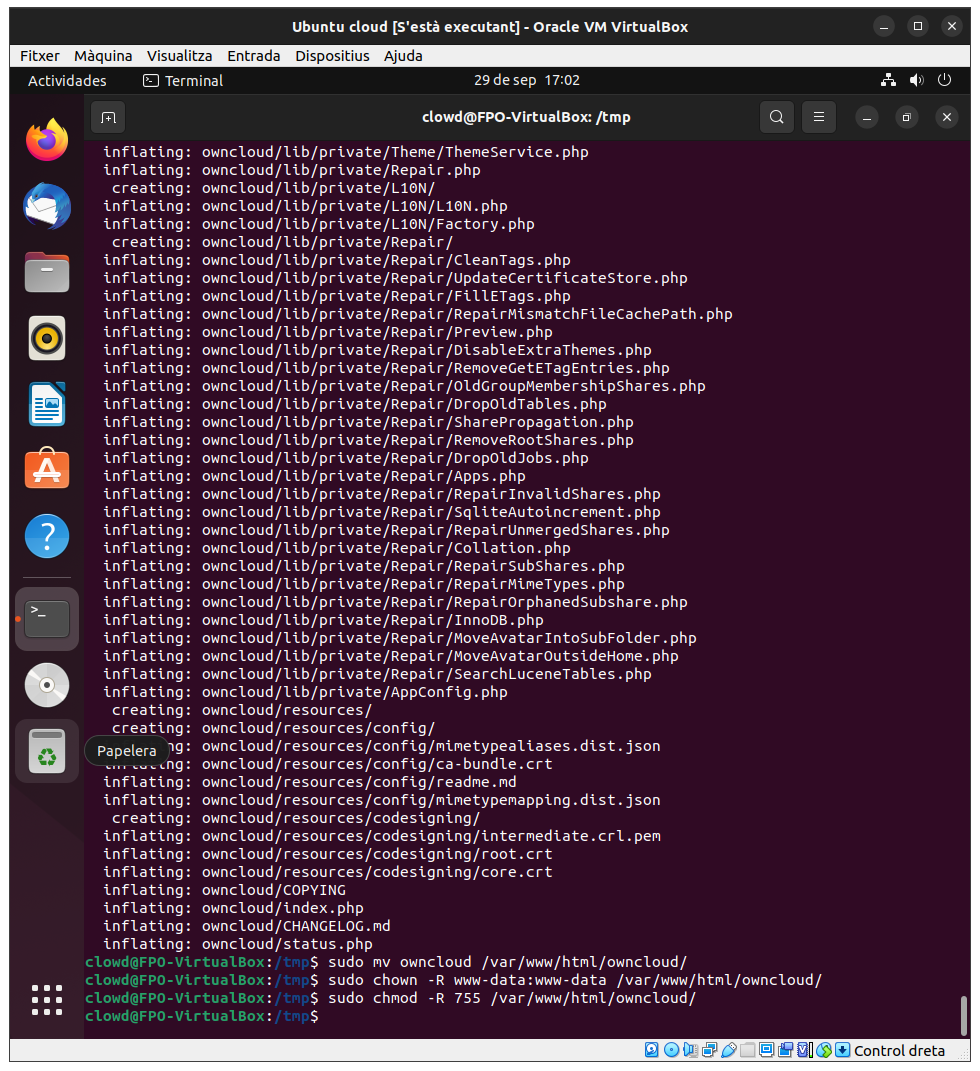 Ubuntu cloud [S'està executant] - Oracle VM VirtualBox
Fitxer Màquina Visualitza Entrada Dispositius Ajuda
Actividades Terminal 29 de sep 17:02
clowd@FPO-VirtualBox: /tmp
inflating: owncloud/lib/private/Theme/ThemeService.php
inflating: owncloud/lib/private/Repair.php
creating: owncloud/lib/private/L10N/
inflating: owncloud/lib/private/L10N/L10N.php
inflating: owncloud/lib/private/L10N/Factory.php
creating: owncloud/lib/private/Repair/
inflating: owncloud/lib/private/Repair/CleanTags.php
inflating: owncloud/lib/private/Repair/UpdateCertificateStore.php
inflating: owncloud/lib/private/Repair/FillETags.php
inflating: owncloud/lib/private/Repair/RepairMismatchFileCachePath.php
inflating: owncloud/lib/private/Repair/Preview.php
inflating: owncloud/lib/private/Repair/DisableExtraThemes.php
inflating: owncloud/lib/private/Repair/RemoveGetETagEntries.php
inflating: owncloud/lib/private/Repair/OldGroupMembershipShares.php
inflating: owncloud/lib/private/Repair/DropOldTables.php
inflating: owncloud/lib/private/Repair/SharePropagation.php
inflating: owncloud/lib/private/Repair/RemoveRootShares.php
inflating: owncloud/lib/private/Repair/DropOldJobs.php
inflating: owncloud/lib/private/Repair/Apps.php
inflating: owncloud/lib/private/Repair/RepairInvalidShares.php
inflating: owncloud/lib/private/Repair/SqliteAutoincrement.php
inflating: owncloud/lib/private/Repair/RepairUnmergedShares.php
inflating: owncloud/lib/private/Repair/Collation.php
inflating: owncloud/lib/private/Repair/RepairSubShares.php
inflating: owncloud/lib/private/Repair/RepairMimeTypes.php
inflating: owncloud/lib/private/Repair/RepairOrphanedSubshare.php
inflating: owncloud/lib/private/Repair/InnoDB.php
inflating: owncloud/lib/private/Repair/MoveAvatarIntoSubFolder.php
inflating: owncloud/lib/private/Repair/MoveAvatarOutsideHome.php
inflating: owncloud/lib/private/Repair/SearchLuceneTables.php
inflating: owncloud/lib/private/AppConfig.php
creating: owncloud/resources/
creating: owncloud/resources/config/
ng: owncloud/resources/config/mimetypealiases.dist.json
Papelera
inflating: owncloud/resources/config/ca-bundle.crt
inflating: owncloud/resources/config/readme.md
inflating: owncloud/resources/config/mimetypemapping.dist.json
creating: owncloud/resources/codesigning/
inflating: owncloud/resources/codesigning/intermediate.crl.pem
inflating: owncloud/resources/codesigning/root.crt
inflating: owncloud/resources/codesigning/core.crt
inflating: owncloud/COPYING
inflating: owncloud/index.php
inflating: owncloud/CHANGELOG.md
inflating: owncloud/status.php
clowd@FPO-VirtualBox:/tmp$ sudo mv owncloud /var/www/html/owncloud/
clowd@FPO-VirtualBox:/tmp$ sudo chown -R www-data:www-data /var/www/html/owncloud/
clowd@FPO-VirtualBox:/tmp$ sudo chmod -R 755 /var/www/html/owncloud/
clowd@FPO-VirtualBox:/tmp$
Control dreta